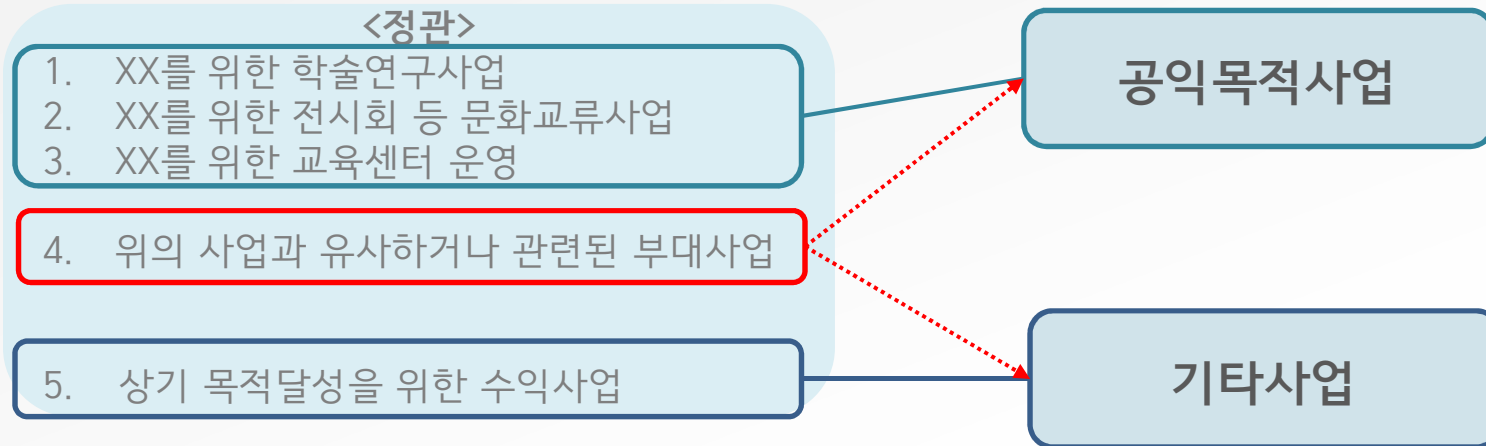 <정관>
1. XX를 위한 학술연구사업
2. XX를 위한 전시회 등 문화교류사업
3. XX를 위한 교육센터 운영
4. 위의 사업과 유사하거나 관련된 부대사업
5. 상기 목적달성을 위한 수익사업
공익목적사업
기타사업